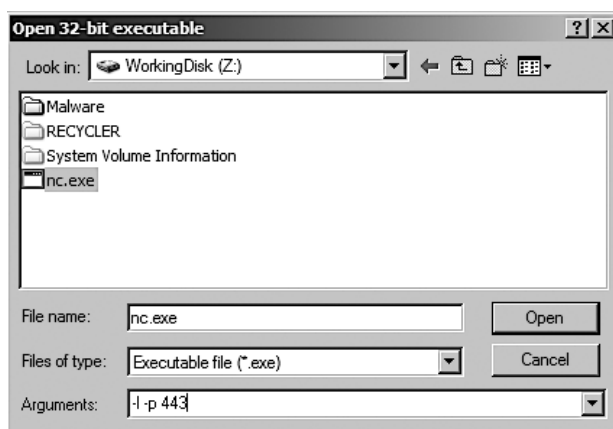 Open 32-bit executable
Look in: WorkingDisk (Z:)
Malware
RECYCLER
System Volume Information
nc.exe
File name: nc.exe Open
Files of type: Executable file (*.exe) Cancel
Arguments: -l -p 443